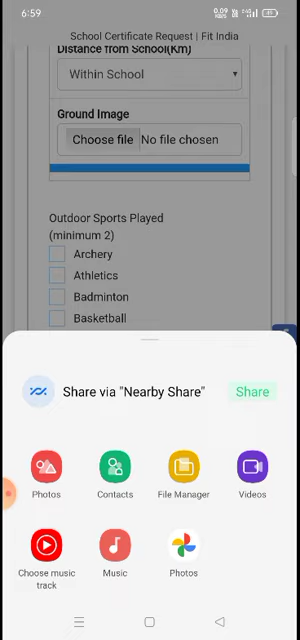 6:59
School Certificate Request | Fit India
Distance from School(Km)
Within School
Ground Image
Choose file No file chosen
Outdoor Sports Played
(minimum 2)
Archery
Athletics
Badminton
Basketball
Share via "Nearby Share" Share
Photos Contacts File Manager Videos
Choose music
track
Music Photos